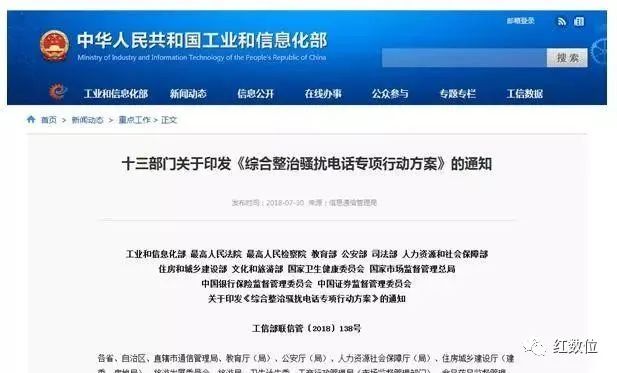 邮箱登录
中华人民共和国工业和信息化部
Ministry of Industry and Information Technology of the People's Republic of China
搜 索
工业和信息化部 新闻动态 信息公开 在线办事 公众参与 专题专栏 工信数据
首页 > 新闻动态 > 重点工作 > 正文
十三部门关于印发《综合整治骚扰电话专项行动方案》的通知
发布时间：2018-07-30 来源：信息通信管理局
工业和信息化部 最高人民法院 最高人民检察院 教育部 公安部 司法部 人力资源和社会保障部
住房和城乡建设部 文化和旅游部 国家卫生健康委员会 国家市场监督管理总局
中国银行保险监督管理委员会 中国证券监督管理委员会
关于印发《综合整治骚扰电话专项行动方案》的通知
工信部联信管〔2018〕138号
各省、自治区、直辖市通信管理局、教育厅（局）、公安厅（局）、人力资源社会保障厅（局）、住房城乡建设厅（建
红数位